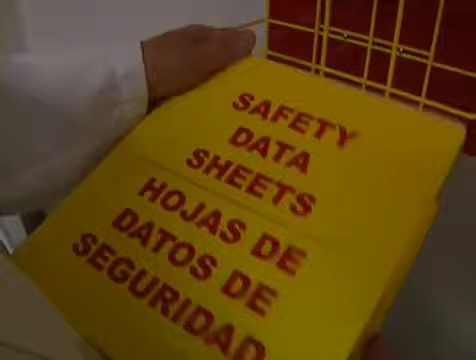 SAFETY
DATA
SHEETS
HOJAS DE
DATOS DE
SEGURIDAD